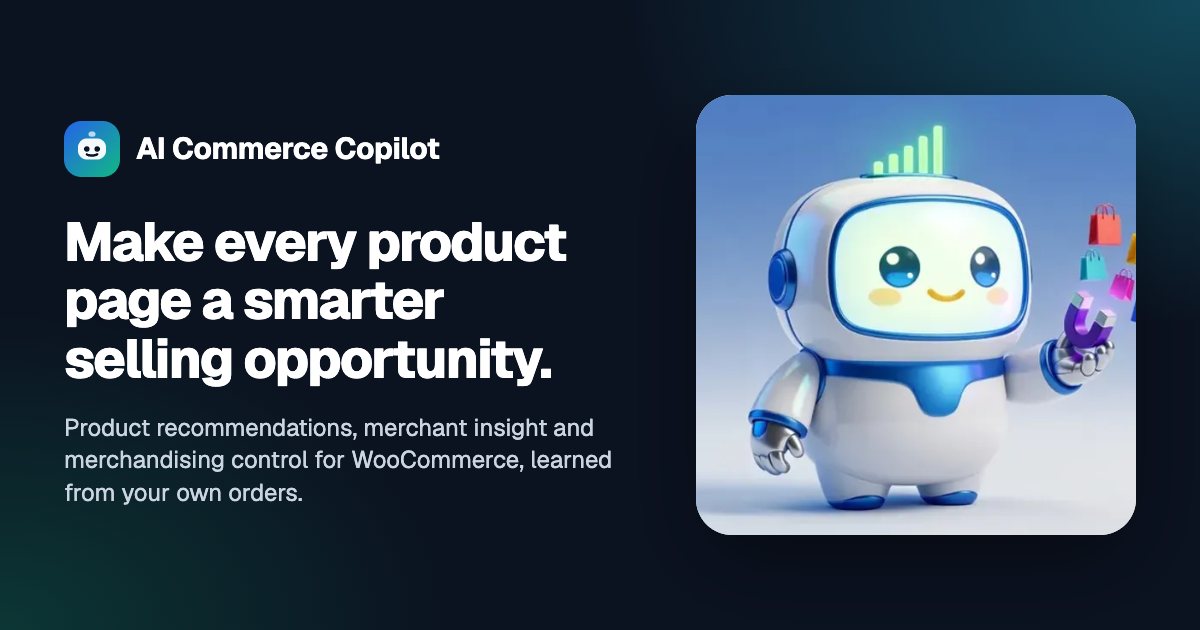 AI Commerce Copilot
Make every product
page a smarter
selling opportunity.
Product recommendations, merchant insight and
merchandising control for WooCommerce, learned
from your own orders.